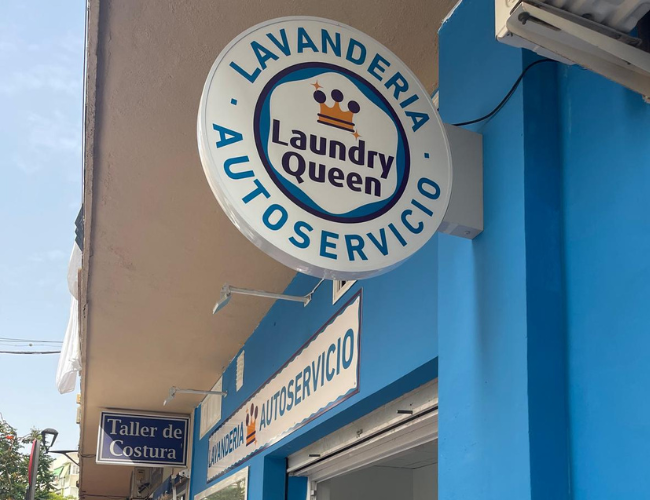 LAVANDERIA
Laundry
Queen
AUTOSERVICIO
LAVANDERIA AUTOSERVICIO
Taller de
Costura